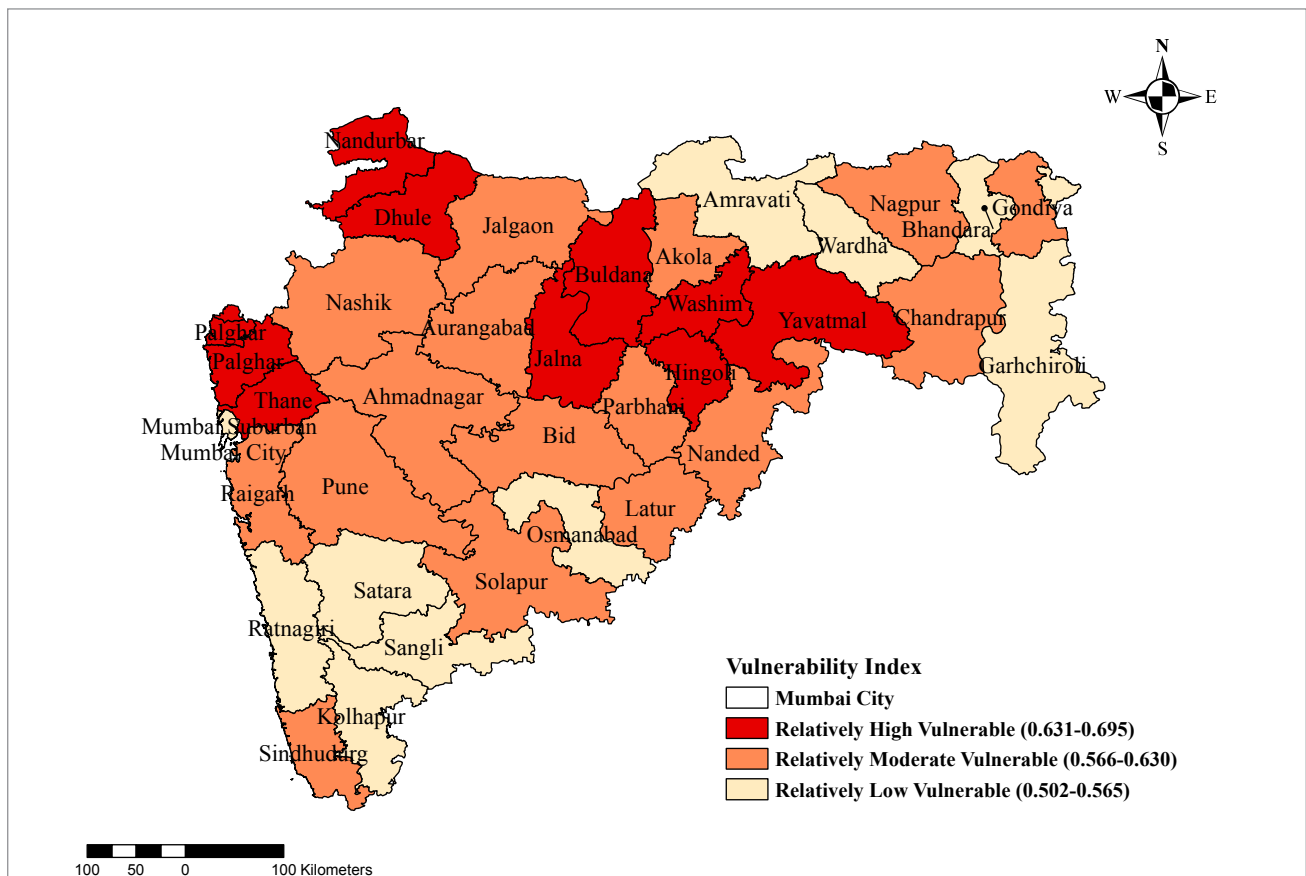 N
W E
S
Nandurbar
Dhule
Jalgaon
Amravati
Nagpur
Gondiya
Bhandara
Wardha
Akola
Buldana
Nashik
Washim
Yavatmal
Chandrapur
Aurangabad
Palghar
Palghar
Jalna
Hingoli
Garhchiroli
Thane
Ahmadnagar
Parbhani
Mumbai Suburban
Mumbai City
Bid
Nanded
Raigarh
Pune
Latur
Osmanabad
Solapur
Satara
Ratnagiri
Sangli
Kolhapur
Sindhudurg
Vulnerability Index
Mumbai City
Relatively High Vulnerable (0.631-0.695)
Relatively Moderate Vulnerable (0.566-0.630)
Relatively Low Vulnerable (0.502-0.565)
100 50 0 100 Kilometers